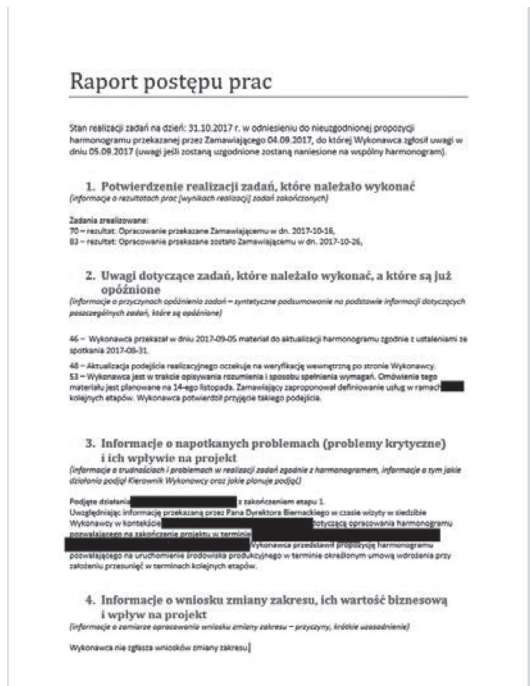 Raport postępu prac
Stan realizacji zadań na dzień: 31.10.2017 r. w odniesieniu do nieuzgodnionej propozycji
harmonogramu przekazanej przez Zamawiającego 04.09.2017, do której Wykonawca zgłosił uwagi w
dniu 05.09.2017 (uwagi jeśli zostaną uzgodnione zostaną naniesione na wspólny harmonogram).
1. Potwierdzenie realizacji zadań, które należało wykonać
(informacje o rezultatach prac [wynikach realizacji] zadań zakończonych)
Zadania zrealizowane:
70 – rezultat: Opracowanie przekazane Zamawiającemu w dn. 2017-10-16,
83 – rezultat: Opracowanie przekazane zostało Zamawiającemu w dn. 2017-10-26,
2. Uwagi dotyczące zadań, które należało wykonać, a które są już
opóźnione
(informacje o przyczynach opóźnienia zadań – syntetyczne podsumowanie na podstawie informacji dotyczących
poszczególnych zadań, które są opóźnione)
46 – Wykonawca przekazał w dniu 2017-09-05 materiał do aktualizacji harmonogramu zgodnie z ustaleniami ze
spotkania 2017-08-31.
48 – Aktualizacja podejścia realizacyjnego oczekuje na weryfikację wewnętrzną po stronie Wykonawcy.
53 – Wykonawca jest w trakcie opisywania rozumienia i sposobu spełnienia wymagań. Omówienie tego
materiału jest planowane na 14-ego listopada. Zamawiający zaproponował definiowanie usług w ramach
kolejnych etapów. Wykonawca potwierdził przyjęcie takiego podejścia.
3. Informacje o napotkanych problemach (problemy krytyczne)
i ich wpływie na projekt
(informacje o trudnościach i problemach w realizacji zadań zgodnie z harmonogramem, informacje o tym jakie
działania podjął Kierownik Wykonawcy oraz jakie planuje podjąć)
Podjęte działania z zakończeniem etapu 1.
Uwzględniając informację przekazaną przez Pana Dyrektora Biernackiego w czasie wizyty w siedzibie
Wykonawcy w kontekście dotyczącą opracowania harmonogramu
pozwalającego na zakończenie projektu w terminie
Wykonawca przedstawił propozycję harmonogramu
pozwalającego na uruchomienie środowiska produkcyjnego w terminie określonym umową wdrożenia przy
założeniu przesunięć w terminach kolejnych etapów.
4. Informacje o wniosku zmiany zakresu, ich wartość biznesową
i wpływ na projekt
(informacje o zamiarze opracowania wniosku zmiany zakresu – przyczyny, krótkie uzasadnienie)
Wykonawca nie zgłasza wniosków zmiany zakresu.